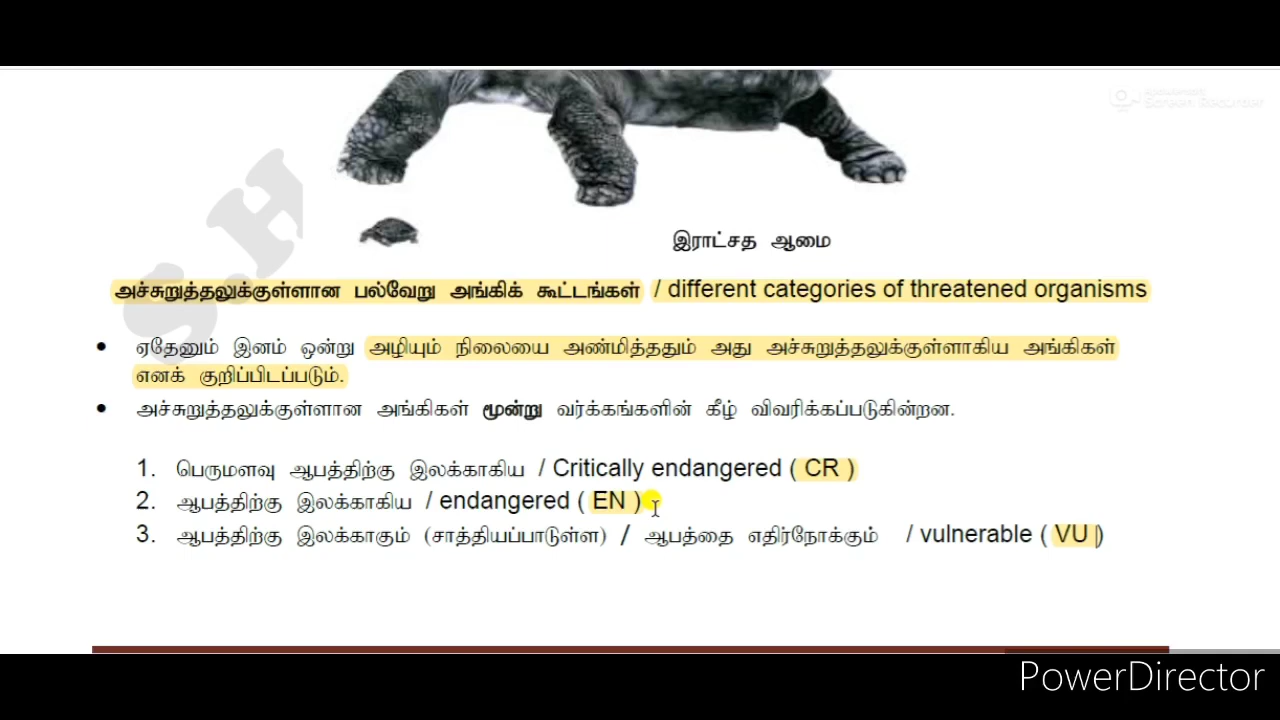 Screen Recorder
S.H
இராட்சத ஆமை
அச்சுறுத்தலுக்குள்ளான பல்வேறு அங்கிக் கூட்டங்கள் / different categories of threatened organisms
• ஏதேனும் இனம் ஒன்று அழியும் நிலையை அண்மித்ததும் அது அச்சுறுத்தலுக்குள்ளாகிய அங்கிகள்
எனக் குறிப்பிடப்படும்.
• அச்சுறுத்தலுக்குள்ளான அங்கிகள் மூன்று வர்க்கங்களின் கீழ் விவரிக்கப்படுகின்றன.
1. பெருமளவு ஆபத்திற்கு இலக்காகிய / Critically endangered ( CR )
2. ஆபத்திற்கு இலக்காகிய / endangered ( EN )
3. ஆபத்திற்கு இலக்காகும் (சாத்தியப்பாடுள்ள) / ஆபத்தை எதிர்நோக்கும் / vulnerable ( VU )
PowerDirector